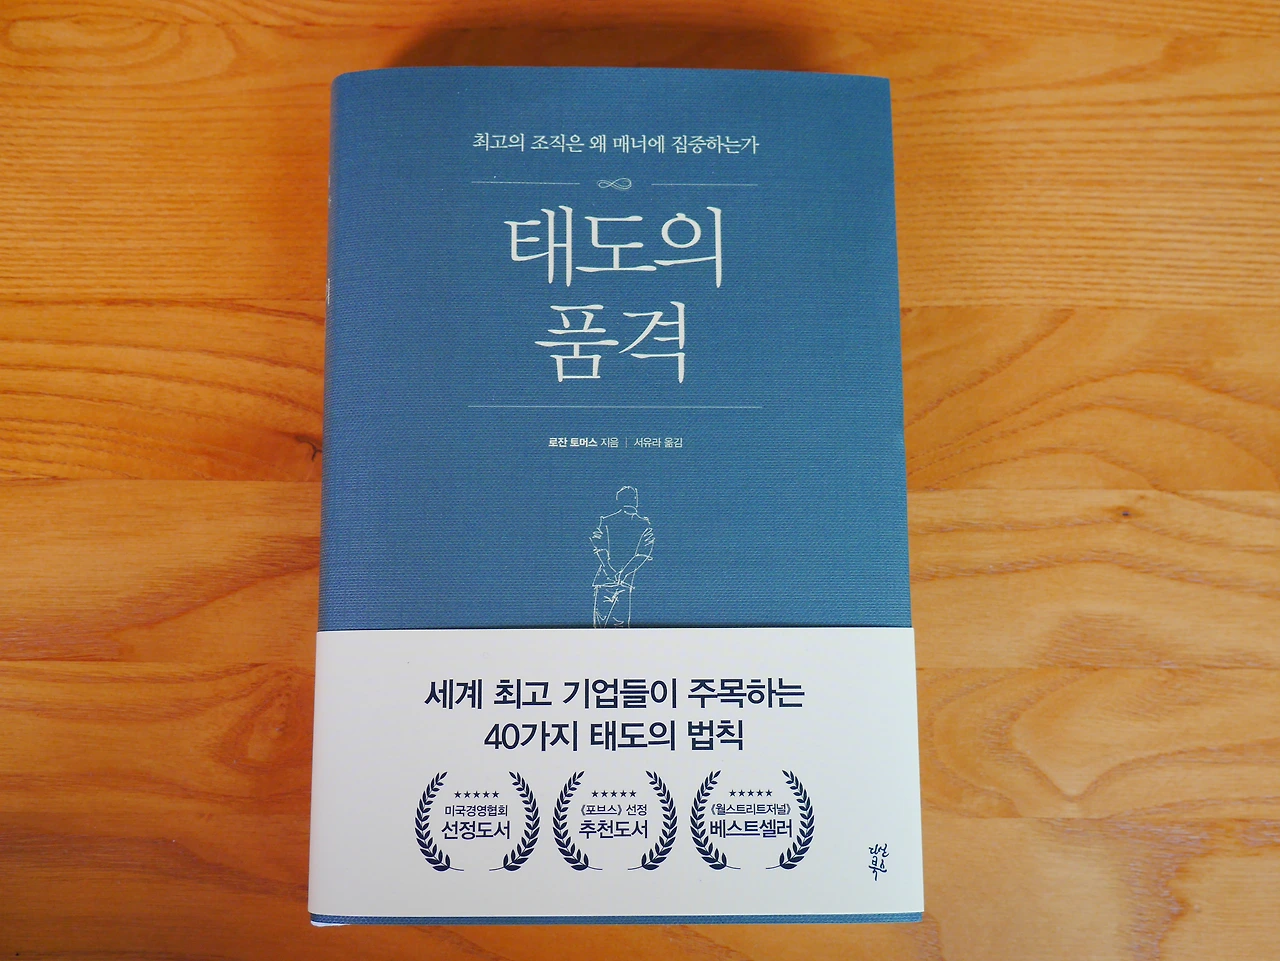 최고의 조직은 왜 매너에 집중하는가
태도의
품격
로잔 토머스 지음 | 서유라 옮김
세계 최고 기업들이 주목하는
40가지 태도의 법칙
★★★★★
미국경영협회
선정도서
★★★★★
《포브스》 선정
추천도서
★★★★★
《월스트리트저널》
베스트셀러
다산
북스